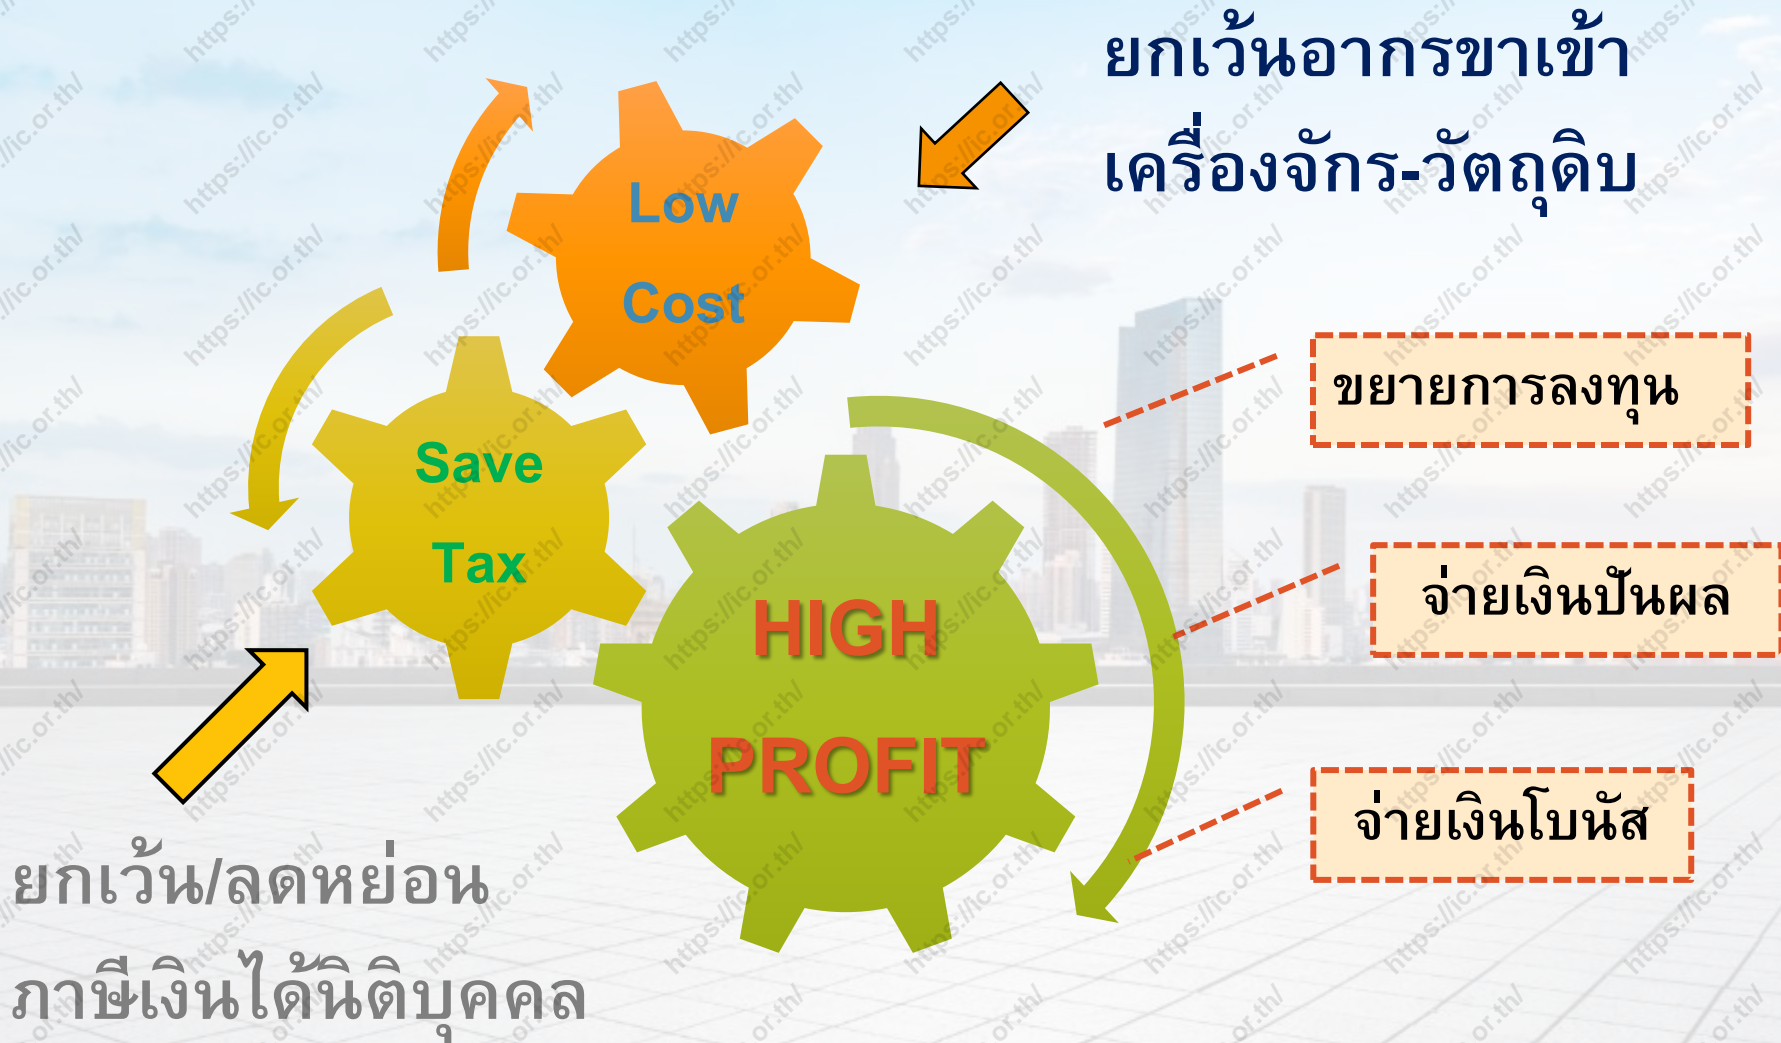 ยกเว้นอากรขาเข้า
เครื่องจักร-วัตถุดิบ
Low
Cost
Save
Tax
HIGH
PROFIT
ขยายการลงทุน
จ่ายเงินปันผล
จ่ายเงินโบนัส
ยกเว้น/ลดหย่อน
ภาษีเงินได้นิติบุคคล
https://ic.or.th/